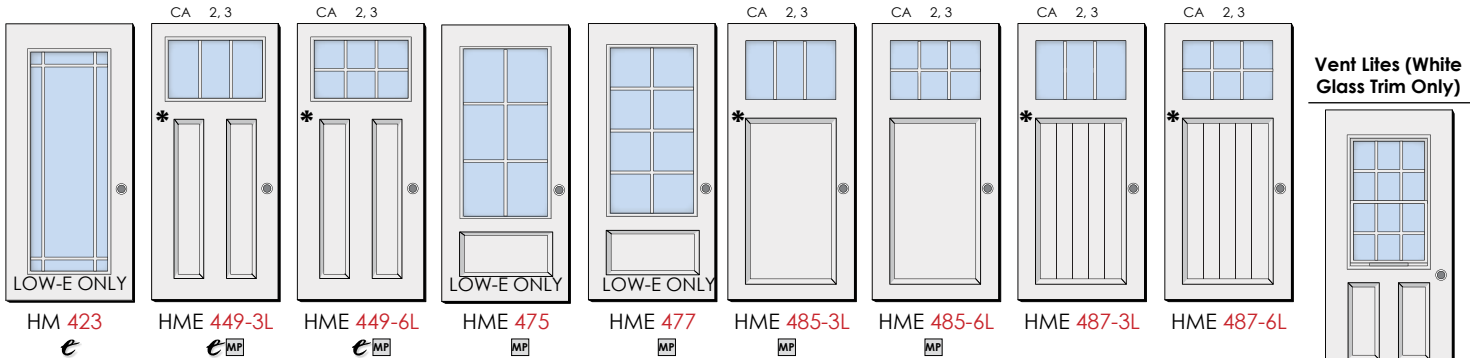 CA 2, 3
CA 2, 3
CA 2, 3
CA 2, 3
CA 2, 3
CA 2, 3
Vent Lites (White
Glass Trim Only)
*
*
*
*
*
LOW-E ONLY
LOW-E ONLY
LOW-E ONLY
HM 423
HME 449-3L
HME 449-6L
HME 475
HME 477
HME 485-3L
HME 485-6L
HME 487-3L
HME 487-6L
e
e MP
e MP
MP
MP
MP
MP